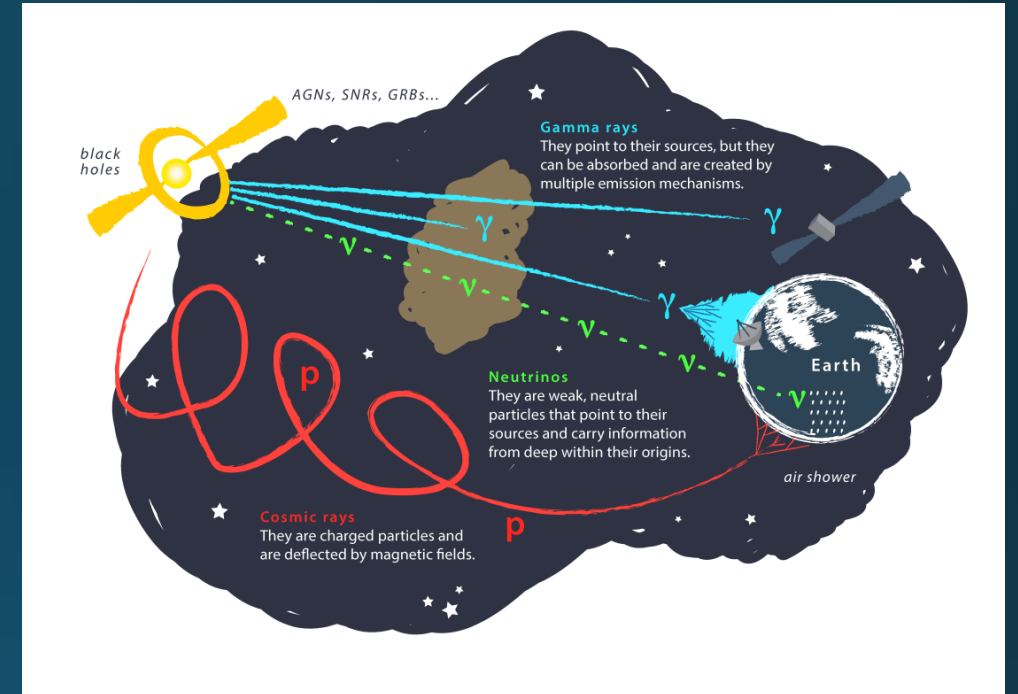 AGNs, SNRs, GRBs...
black
holes
Gamma rays
They point to their sources, but they
can be absorbed and are created by
multiple emission mechanisms.
γ
γ
ν
ν
γ
ν
ν
Earth
ν
p
Neutrinos
They are weak, neutral
particles that point to their
sources and carry information
from deep within their origins.
air shower
p
Cosmic rays
They are charged particles and
are deflected by magnetic fields.